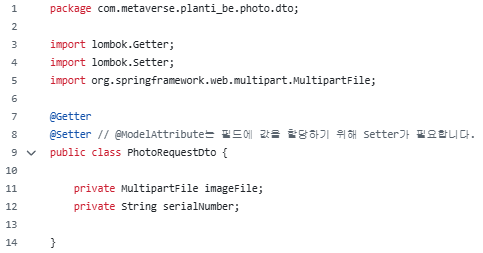 1 package com.metaverse.planti_be.photo.dto;
2
3 import lombok.Getter;
4 import lombok.Setter;
5 import org.springframework.web.multipart.MultipartFile;
6
7 @Getter
8 @Setter // @ModelAttribute는 필드에 값을 할당하기 위해 Setter가 필요합니다.
9 public class PhotoRequestDto {
10
11 private MultipartFile imageFile;
12 private String serialNumber;
13
14 }